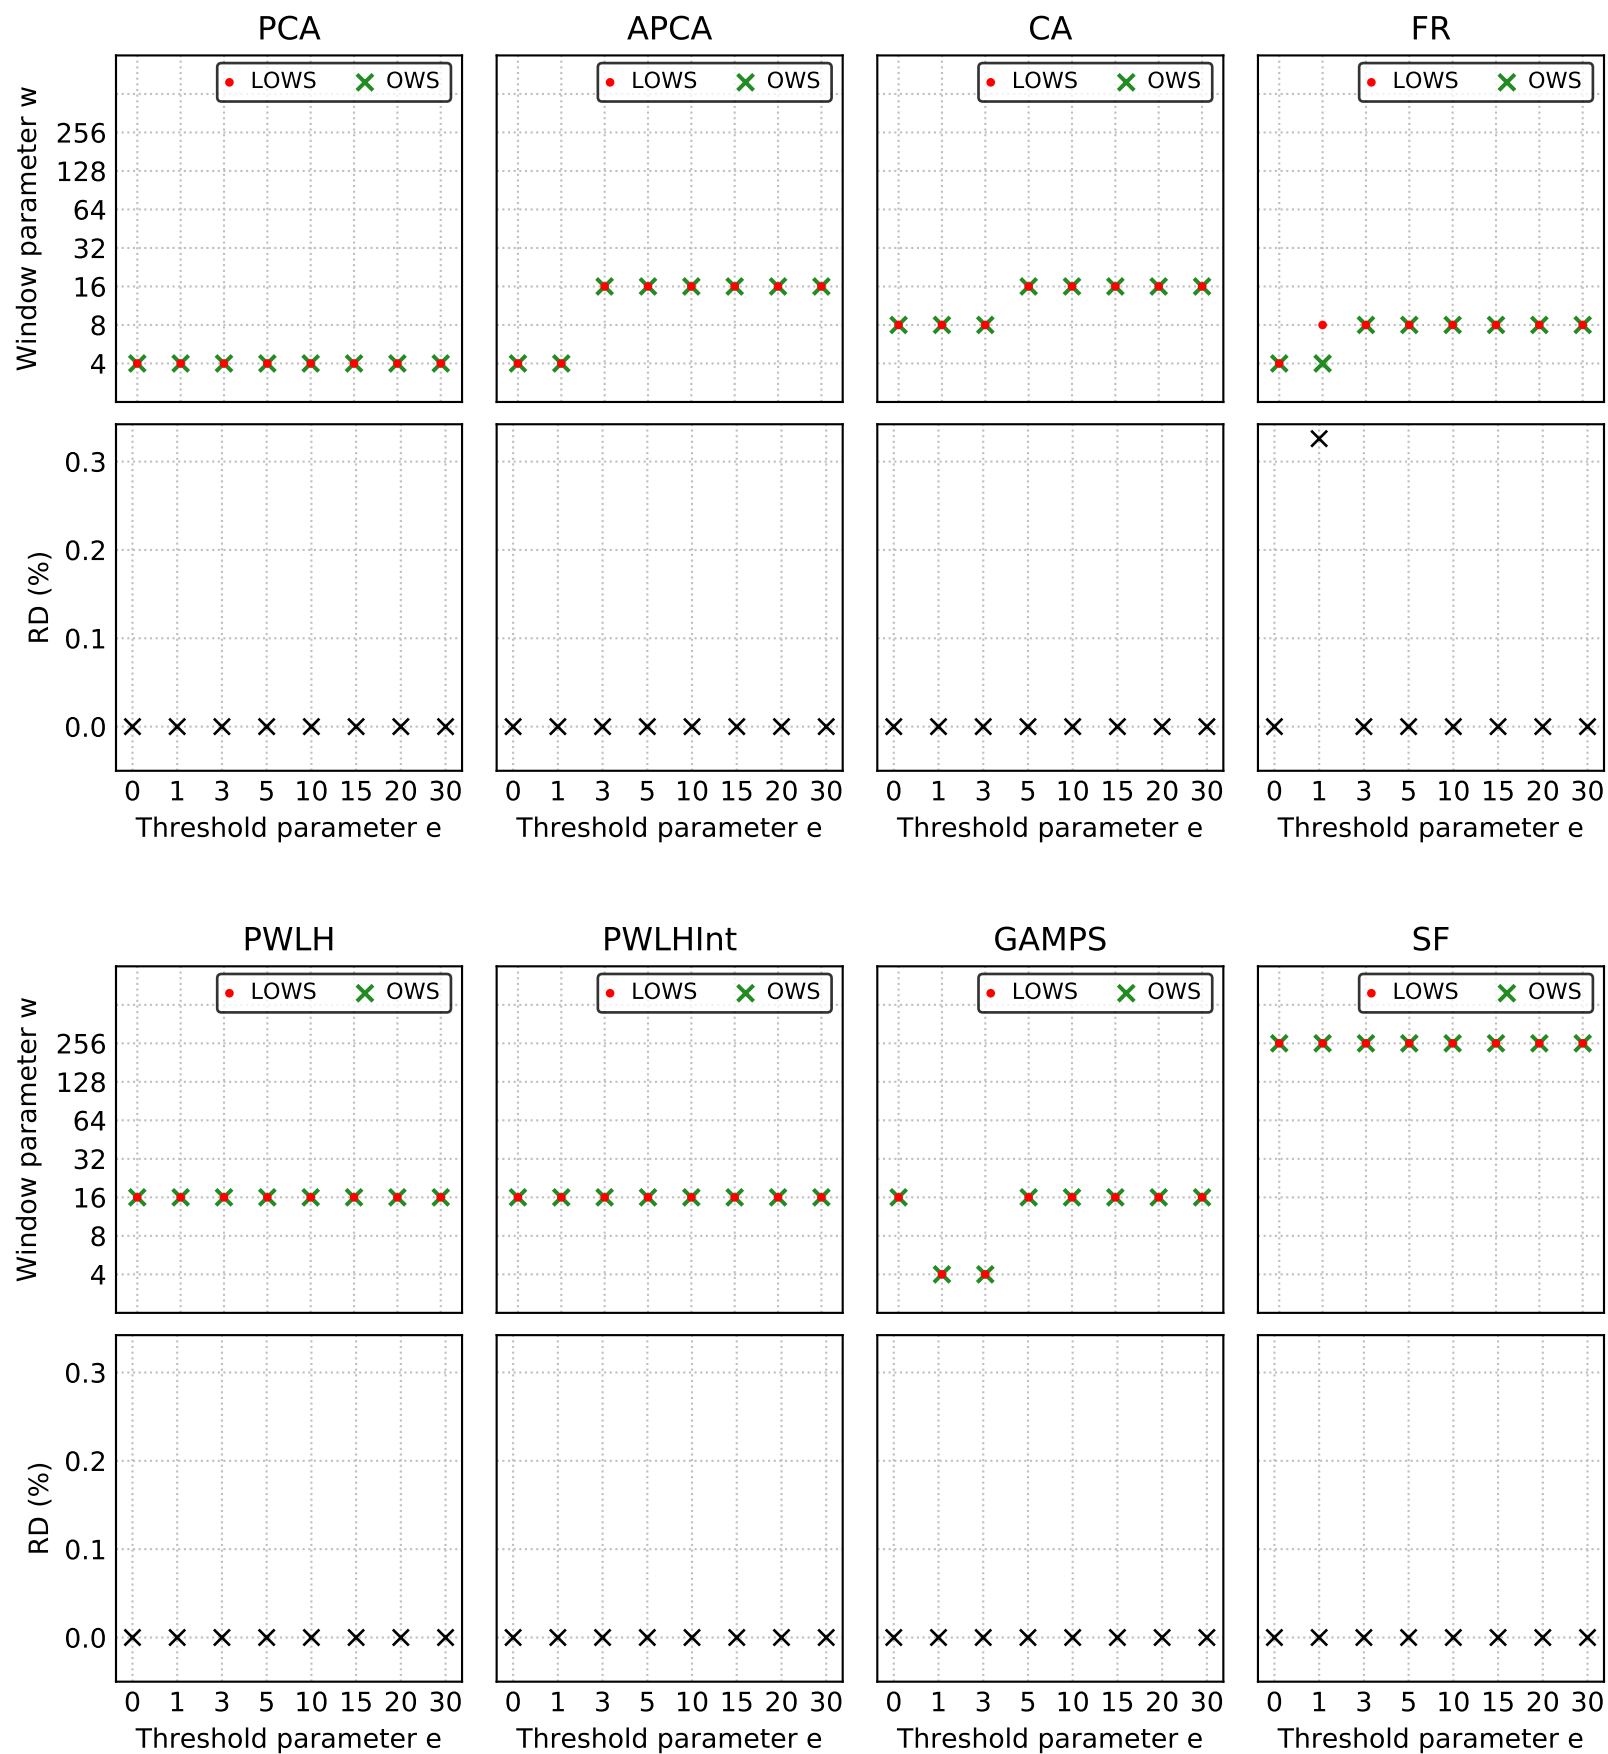 PCA APCA CA FR
LOWS OWS LOWS OWS LOWS OWS LOWS OWS
Window parameter w
256
128
64
32
16
8
4
RD (%)
0.3
0.2
0.1
0.0
0 1 3 5 10 15 20 30 0 1 3 5 10 15 20 30 0 1 3 5 10 15 20 30 0 1 3 5 10 15 20 30
Threshold parameter e Threshold parameter e Threshold parameter e Threshold parameter e
PWLH PWLHInt GAMPS SF
LOWS OWS LOWS OWS LOWS OWS LOWS OWS
Window parameter w
256
128
64
32
16
8
4
RD (%)
0.3
0.2
0.1
0.0
0 1 3 5 10 15 20 30 0 1 3 5 10 15 20 30 0 1 3 5 10 15 20 30 0 1 3 5 10 15 20 30
Threshold parameter e Threshold parameter e Threshold parameter e Threshold parameter e